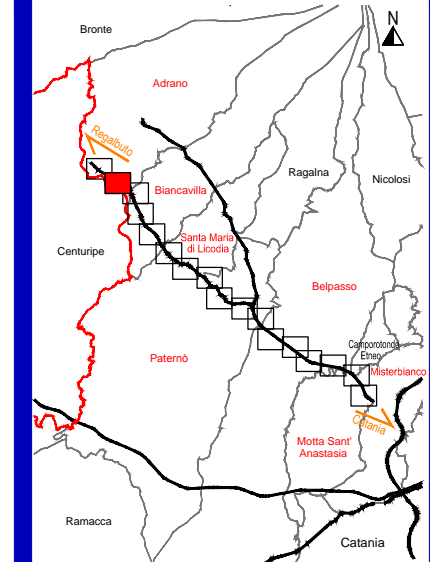 N
Bronte
Adrano
Regalbuto
Ragalna
Nicolosi
Biancavilla
Santa Maria
di Licodia
Centuripe
Belpasso
Camporotondo
Etneo
Paternò
Misterbianco
Catania
Motta Sant'
Anastasia
Ramacca
Catania